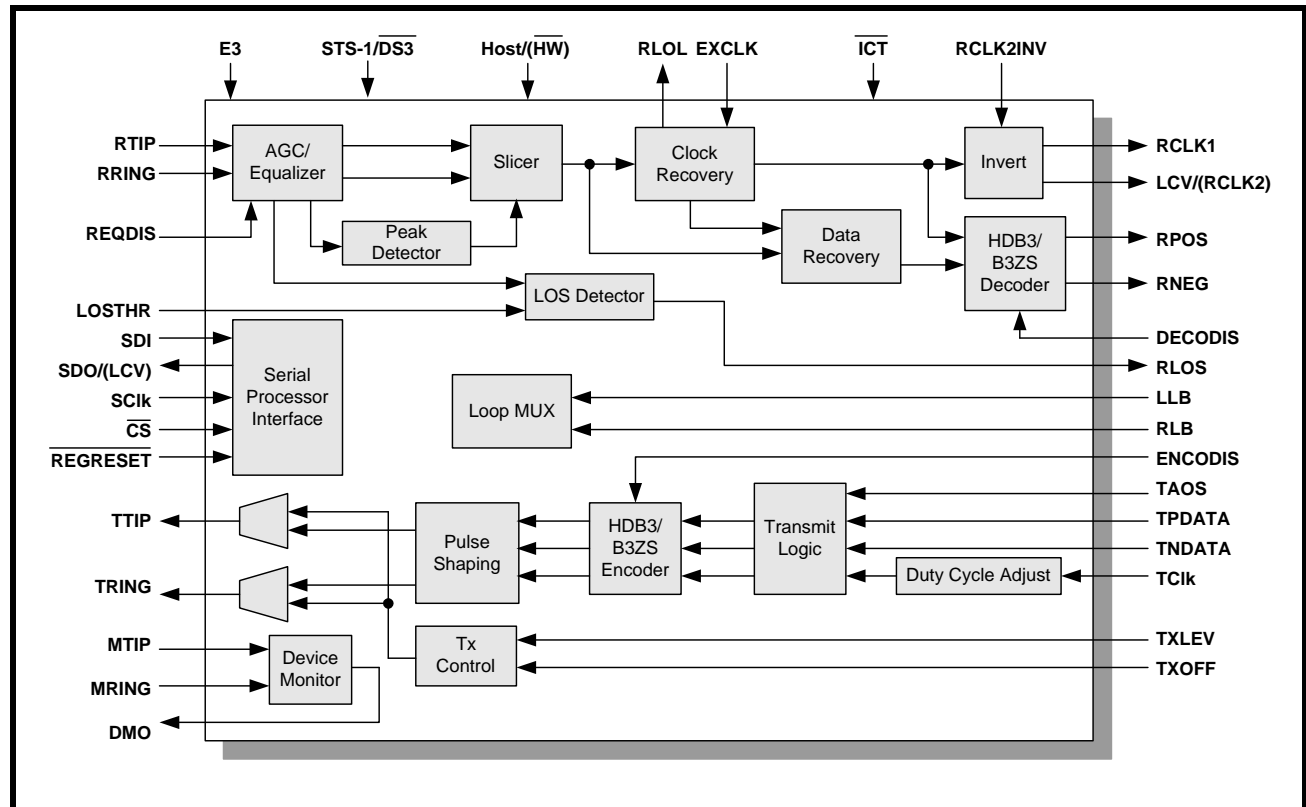 E3
STS-1/DS3
Host/(HW)
RLOL
EXCLK
ICT
RCLK2INV
RTIP
RRING
REQDIS
LOSTHR
SDI
SDO/(LCV)
SClk
CS
REGRESET
TTIP
TRING
MTIP
MRING
DMO
AGC/
Equalizer
Slicer
Clock
Recovery
Invert
Peak
Detector
Data
Recovery
HDB3/
B3ZS
Decoder
LOS Detector
Serial
Processor
Interface
Loop MUX
Pulse
Shaping
HDB3/
B3ZS
Encoder
Transmit
Logic
Duty Cycle Adjust
Tx
Control
Device
Monitor
RCLK1
LCV/(RCLK2)
RPOS
RNEG
DECODIS
RLOS
LLB
RLB
ENCODIS
TAOS
TPDATA
TNDATA
TClk
TXLEV
TXOFF